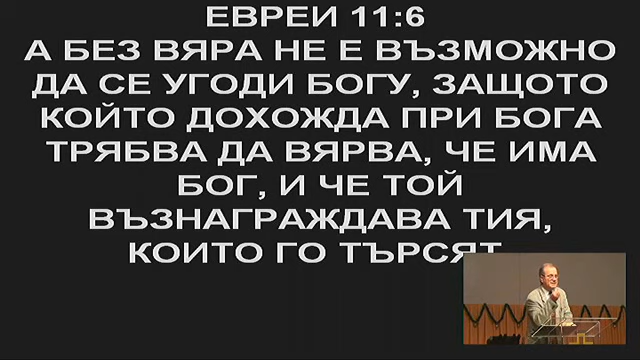 ЕВРЕИ 11:6
А БЕЗ ВЯРА НЕ Е ВЪЗМОЖНО
ДА СЕ УГОДИ БОГУ, ЗАЩОТО
КОЙТО ДОХОЖДА ПРИ БОГА
ТРЯБВА ДА ВЯРВА, ЧЕ ИМА
БОГ, И ЧЕ ТОЙ
ВЪЗНАГРАЖДАВА ТИЯ,
КОИТО ГО ТЪРСЯТ